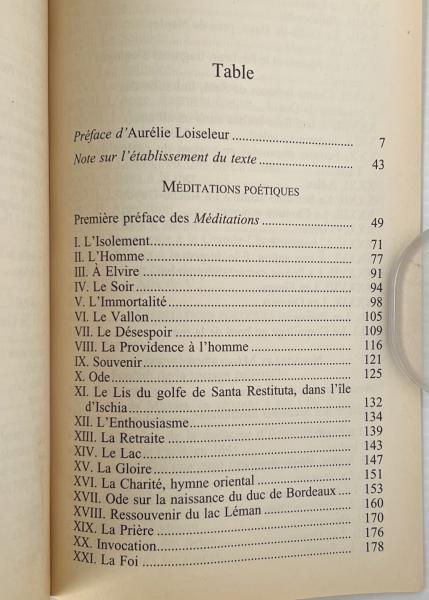 Table
Préface d'Aurélie Loiseleur .......... 7
Note sur l'établissement du texte .......... 43
MÉDITATIONS POÉTIQUES
Première préface des Méditations .......... 49
I. L'Isolement .......... 71
II. L'Homme .......... 77
III. À Elvire .......... 91
IV. Le Soir .......... 94
V. L'Immortalité .......... 98
VI. Le Vallon .......... 105
VII. Le Désespoir .......... 109
VIII. La Providence à l'homme .......... 116
IX. Souvenir .......... 121
X. Ode .......... 125
XI. Le Lis du golfe de Santa Restituta, dans l'île
d'Ischia .......... 132
XII. L'Enthousiasme .......... 134
XIII. La Retraite .......... 139
XIV. Le Lac .......... 143
XV. La Gloire .......... 147
XVI. La Charité, hymne oriental .......... 151
XVII. Ode sur la naissance du duc de Bordeaux .... 153
XVIII. Ressouvenir du lac Léman .......... 160
XIX. La Prière .......... 170
XX. Invocation .......... 176
XXI. La Foi .......... 178